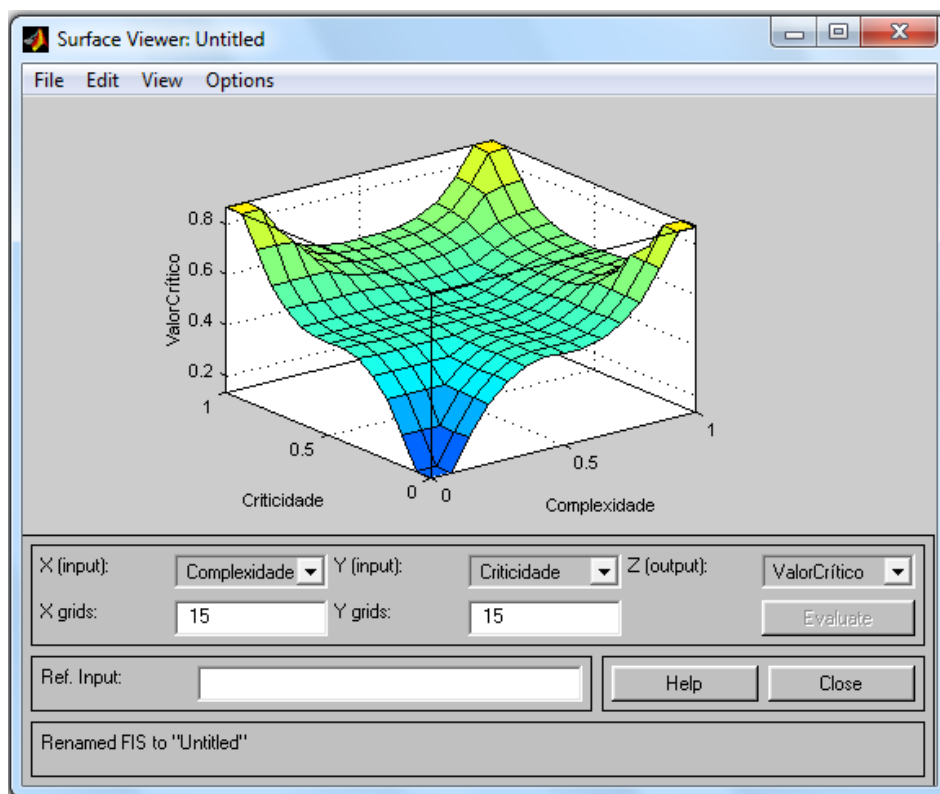 Surface Viewer: Untitled
File Edit View Options
0.8
0.6
0.4
0.2
ValorCrítico
1
0.5
0
Criticidade
0
0.5
1
Complexidade
X (input): Complexidade Y (input): Criticidade Z (output): ValorCrítico
X grids: 15 Y grids: 15 Evaluate
Ref. Input: Help Close
Renamed FIS to "Untitled"